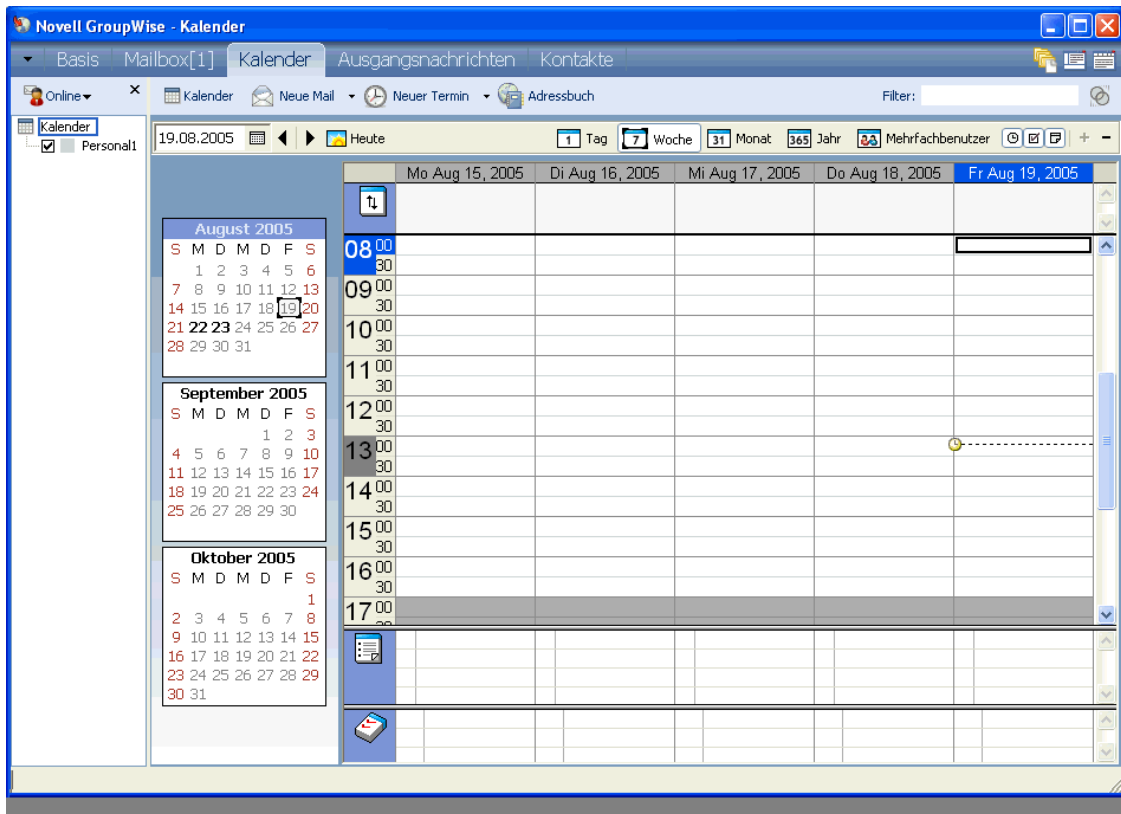 Novell GroupWise - Kalender
Basis Mailbox[1] Kalender Ausgangsnachrichten Kontakte
Online Kalender Neue Mail Neuer Termin Adressbuch Filter:
Kalender
Personal1
19.08.2005 Heute 1 Tag 7 Woche 31 Monat 365 Jahr Mehrfachbenutzer
Mo Aug 15, 2005 Di Aug 16, 2005 Mi Aug 17, 2005 Do Aug 18, 2005 Fr Aug 19, 2005
August 2005
S M D M D F S
1 2 3 4 5 6
7 8 9 10 11 12 13
14 15 16 17 18 19 20
21 22 23 24 25 26 27
28 29 30 31
September 2005
S M D M D F S
1 2 3
4 5 6 7 8 9 10
11 12 13 14 15 16 17
18 19 20 21 22 23 24
25 26 27 28 29 30
Oktober 2005
S M D M D F S
1
2 3 4 5 6 7 8
9 10 11 12 13 14 15
16 17 18 19 20 21 22
23 24 25 26 27 28 29
30 31
08 00
30
09 00
30
10 00
30
11 00
30
12 00
30
13 00
30
14 00
30
15 00
30
16 00
30
17 00